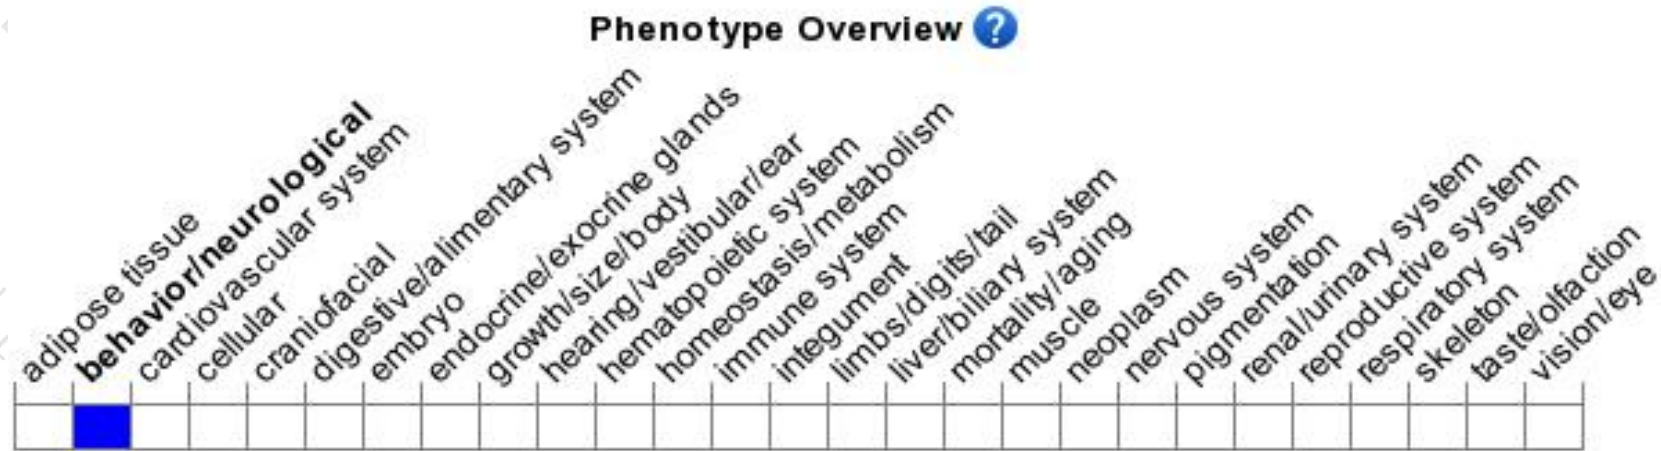 Phenotype Overview ?
adipose tissue
behavior/neurological
cardiovascular system
cellular
craniofacial
digestive/alimentary system
embryo
endocrine/exocrine glands
growth/size/body
hearing/vestibular/ear
hematopoietic system
homeostasis/metabolism
immune system
integument
limbs/digits/tail
liver/biliary system
mortality/aging
muscle
neoplasm
nervous system
pigmentation
renal/urinary system
reproductive system
respiratory system
skeleton
taste/olfaction
vision/eye